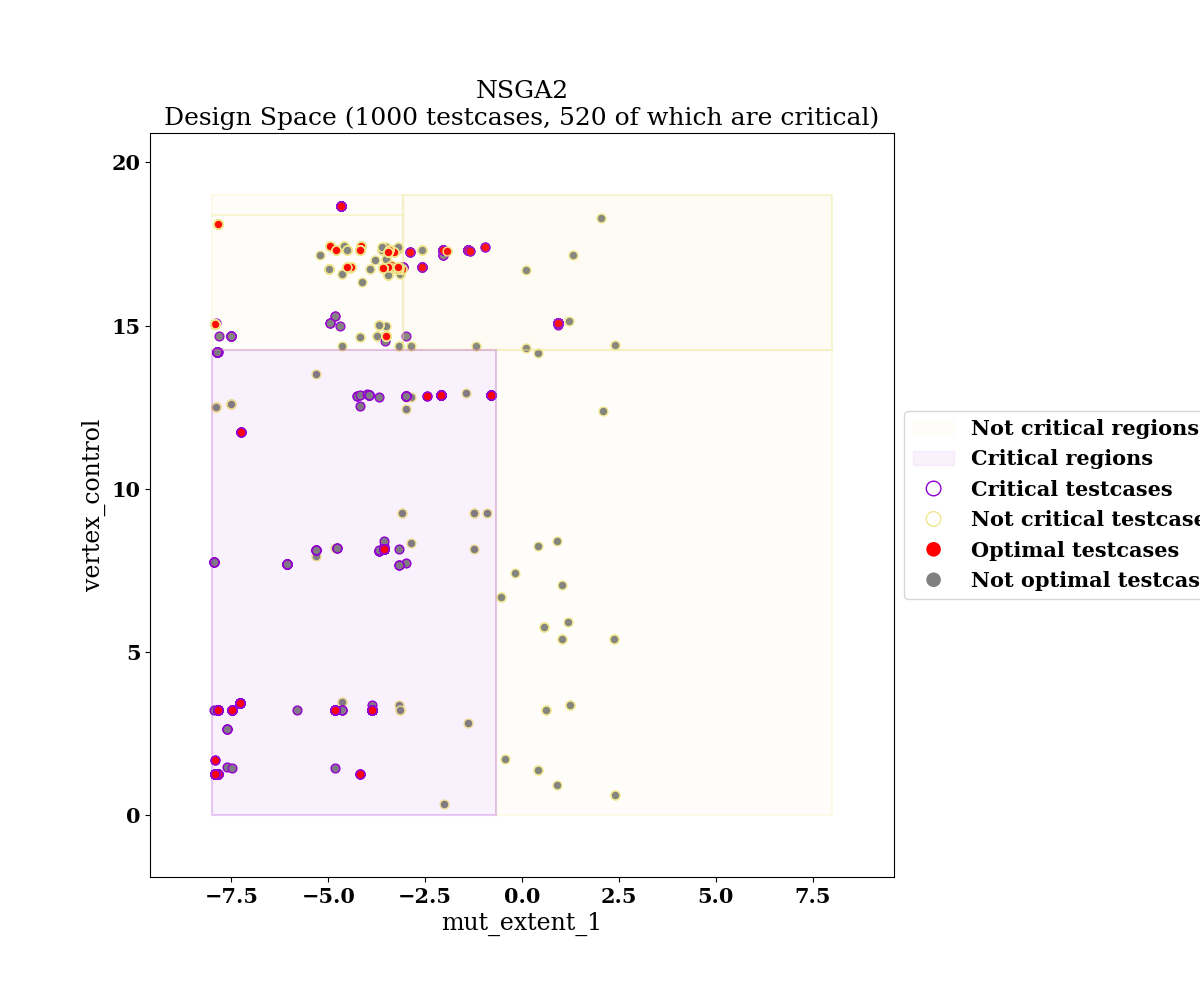 NSGA2
Design Space (1000 testcases, 520 of which are critical)
20
15
10
5
0
vertex_control
−7.5 −5.0 −2.5 0.0 2.5 5.0 7.5
mut_extent_1
Not critical regions
Critical regions
Critical testcases
Not critical testcase
Optimal testcases
Not optimal testcas